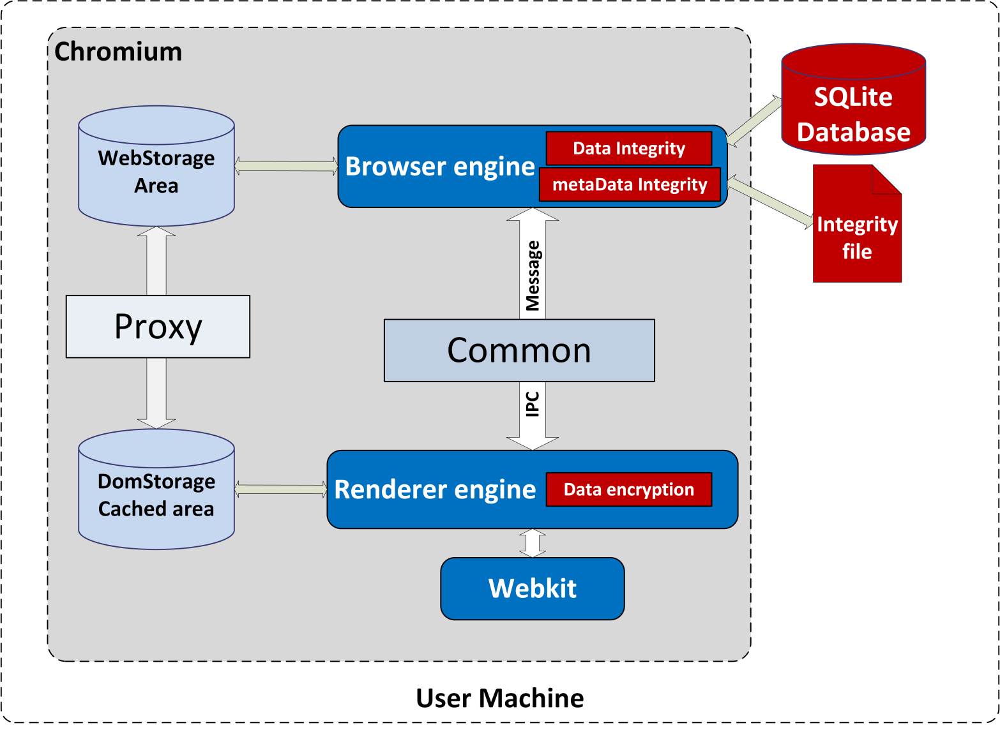 Chromium
SQLite
Database
WebStorage
Area
Browser engine
Data Integrity
metaData Integrity
Integrity
file
Message
Proxy
Common
IPC
DomStorage
Cached area
Renderer engine
Data encryption
Webkit
User Machine